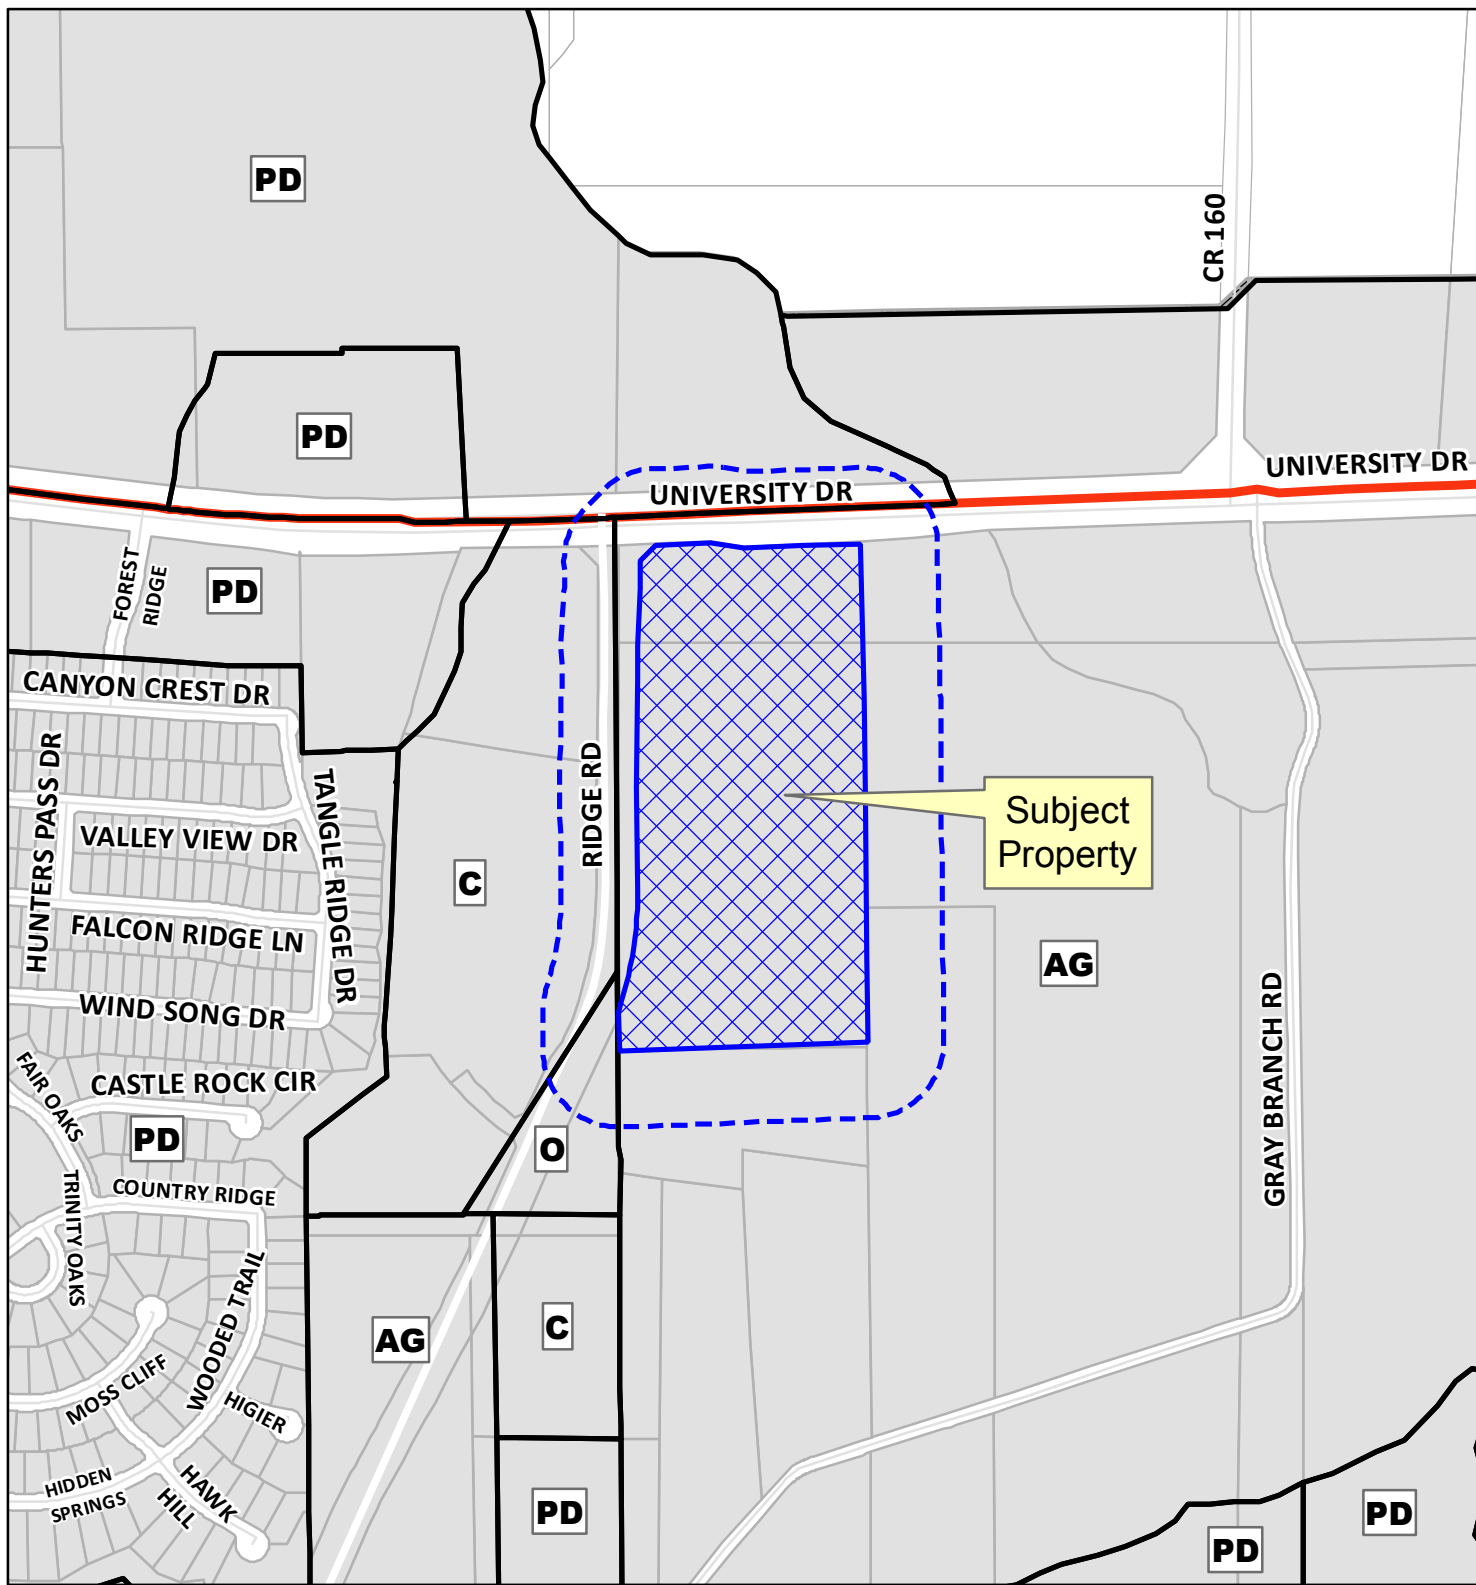 PD
CR 160
PD
UNIVERSITY DR
UNIVERSITY DR
FOREST
RIDGE
PD
CANYON CREST DR
HUNTERS PASS DR
TANGLE RIDGE DR
RIDGE RD
Subject
Property
VALLEY VIEW DR
C
FALCON RIDGE LN
AG
WIND SONG DR
GRAY BRANCH RD
FAIR OAKS
CASTLE ROCK CIR
PD
O
TRINITY OAKS
COUNTRY RIDGE
WOODED TRAIL
AG
C
MOSS CLIFF
HIGIER
HIDDEN
SPRINGS
HAWK
HILL
PD
PD
PD